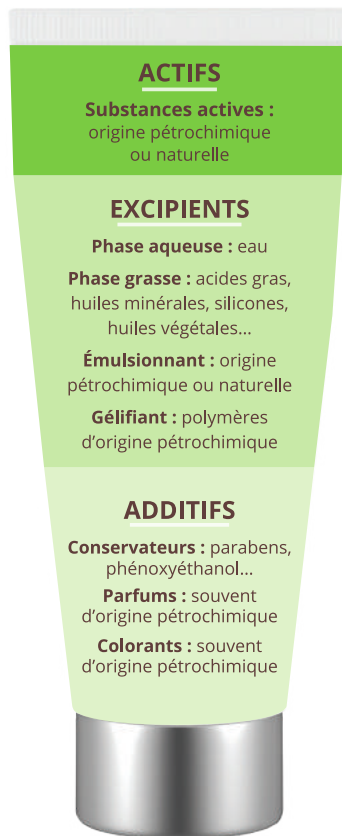 ACTIFS
Substances actives :
origine pétrochimique
ou naturelle
EXCIPIENTS
Phase aqueuse : eau
Phase grasse : acides gras,
huiles minérales, silicones,
huiles végétales...
Émulsionnant : origine
pétrochimique ou naturelle
Gélifiant : polymères
d'origine pétrochimique
ADDITIFS
Conservateurs : parabens,
phénoxyéthanol...
Parfums : souvent
d'origine pétrochimique
Colorants : souvent
d'origine pétrochimique